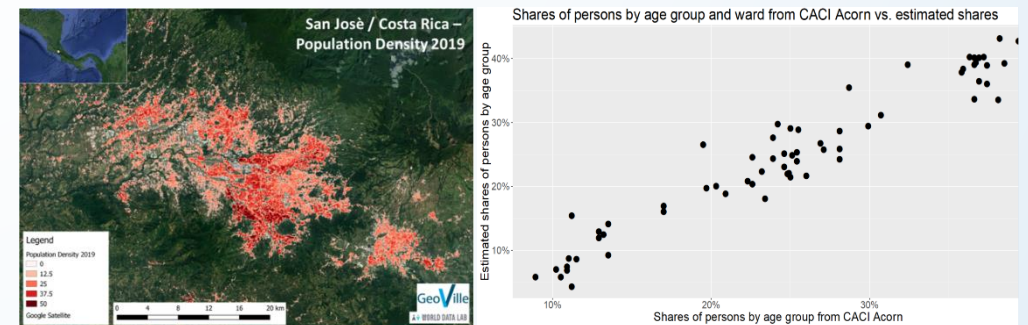 San Josè / Costa Rica –
Population Density 2019
Legend
Population Density 2019
0
12.5
25
37.5
50
Google Satellite
0 4 8 12 16 20 km
GeoVille
WORLD DATA LAB
Shares of persons by age group and ward from CACI Acorn vs. estimated shares
Estimated shares of persons by age group
40%
30%
20%
10%
10% 20% 30%
Shares of persons by age group from CACI Acorn